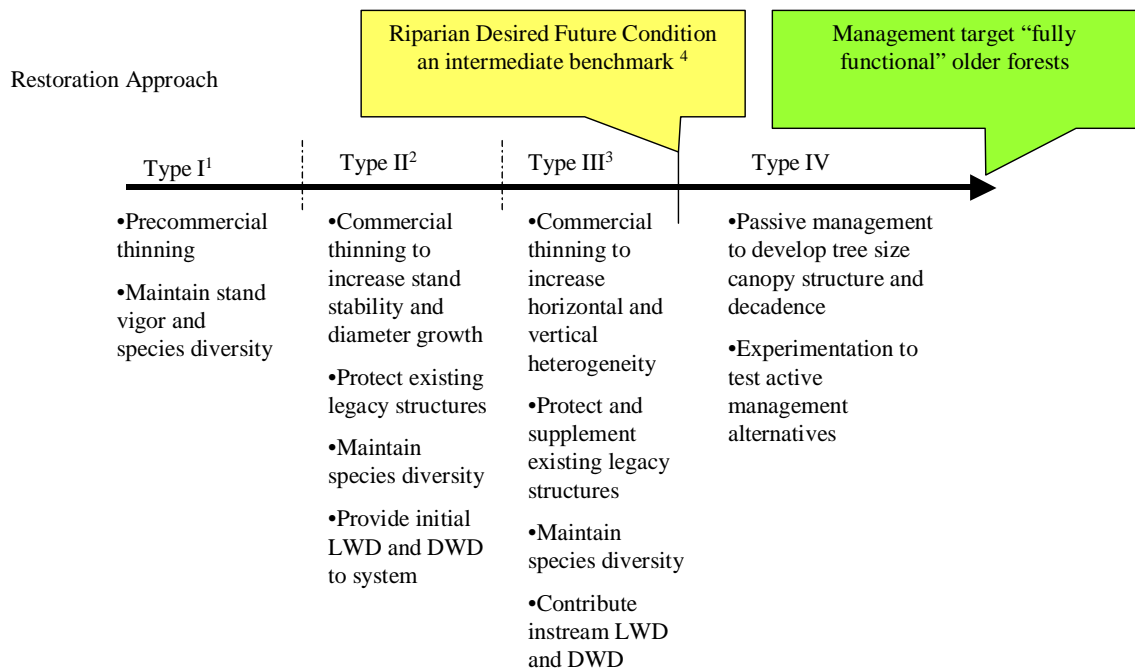 Riparian Desired Future Condition
an intermediate benchmark 4
Management target “fully
functional” older forests
Restoration Approach
Type I1
Type II2
Type III3
Type IV
•Precommercial
thinning
•Maintain stand
vigor and
species diversity
•Commercial
thinning to
increase stand
stability and
diameter growth
•Protect existing
legacy structures
•Maintain
species diversity
•Provide initial
LWD and DWD
to system
•Commercial
thinning to
increase
horizontal and
vertical
heterogeneity
•Protect and
supplement
existing legacy
structures
•Maintain
species diversity
•Contribute
instream LWD
and DWD
•Passive management
to develop tree size
canopy structure and
decadence
•Experimentation to
test active
management
alternatives